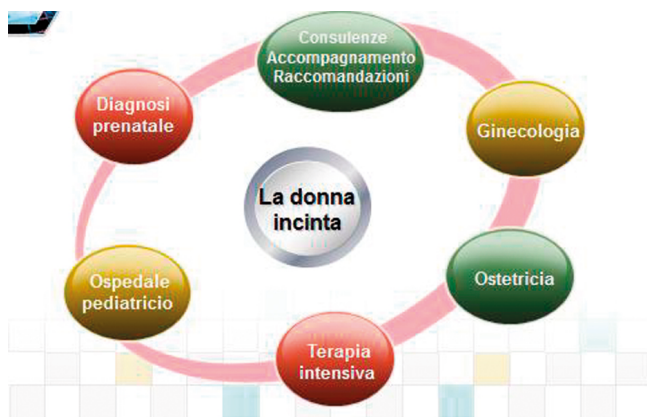 Consulenze
Accompagnamento
Raccomandazioni
Ginecologia
Ostetricia
Terapia
intensiva
Ospedale
pediatricio
Diagnosi
prenatale
La donna
incinta